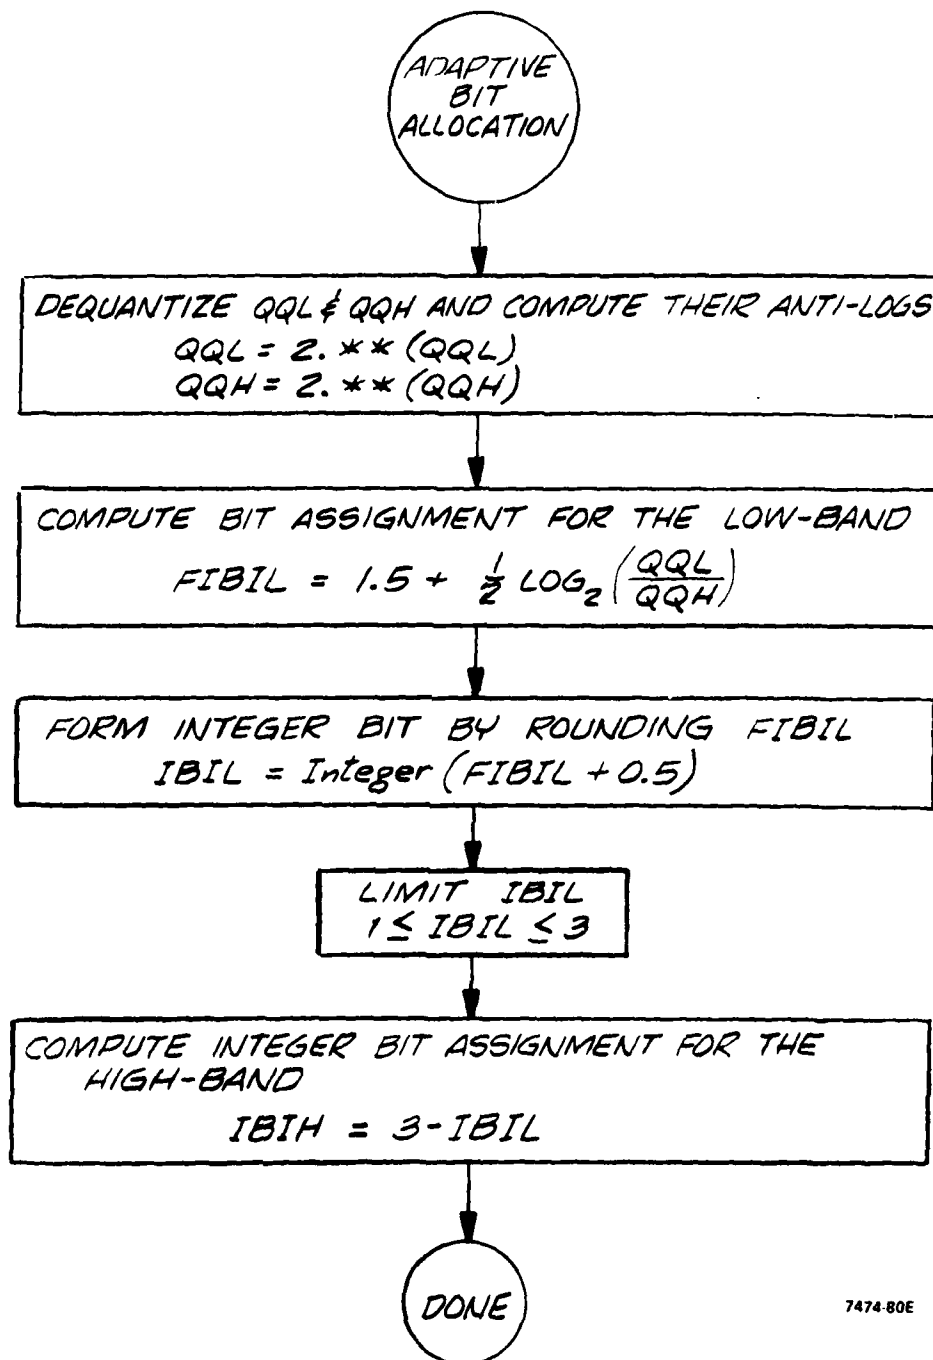 ADAPTIVE
BIT
ALLOCATION
DEQUANTIZE QQL & QQH AND COMPUTE THEIR ANTI-LOGS
QQL = 2. ** (QQL)
QQH = 2. ** (QQH)
COMPUTE BIT ASSIGNMENT FOR THE LOW-BAND
FIBIL = 1.5 + 1/2 LOG₂ (QQL/QQH)
FORM INTEGER BIT BY ROUNDING FIBIL
IBIL = Integer (FIBIL + 0.5)
LIMIT IBIL
1 ≤ IBIL ≤ 3
COMPUTE INTEGER BIT ASSIGNMENT FOR THE
HIGH-BAND
IBIH = 3-IBIL
DONE
7474-80E